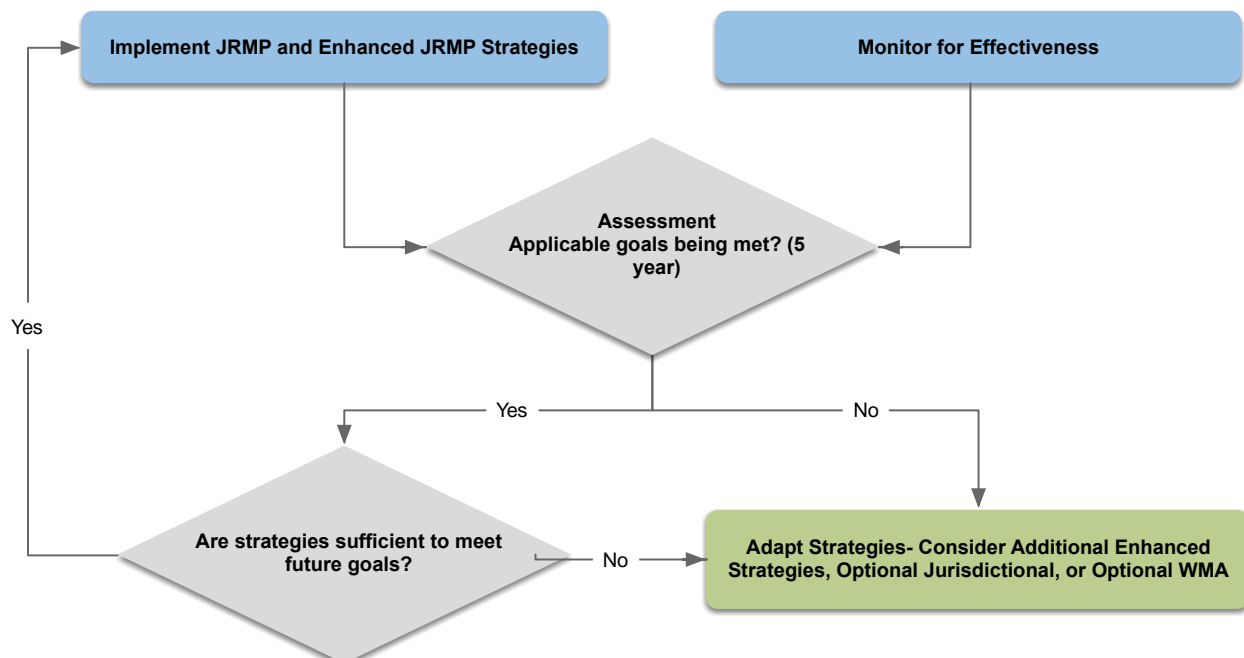 Implement JRMP and Enhanced JRMP Strategies
Monitor for Effectiveness
Assessment
Applicable goals being met? (5
year)
Yes
Yes
No
Are strategies sufficient to meet
future goals?
No
Adapt Strategies- Consider Additional Enhanced
Strategies, Optional Jurisdictional, or Optional WMA